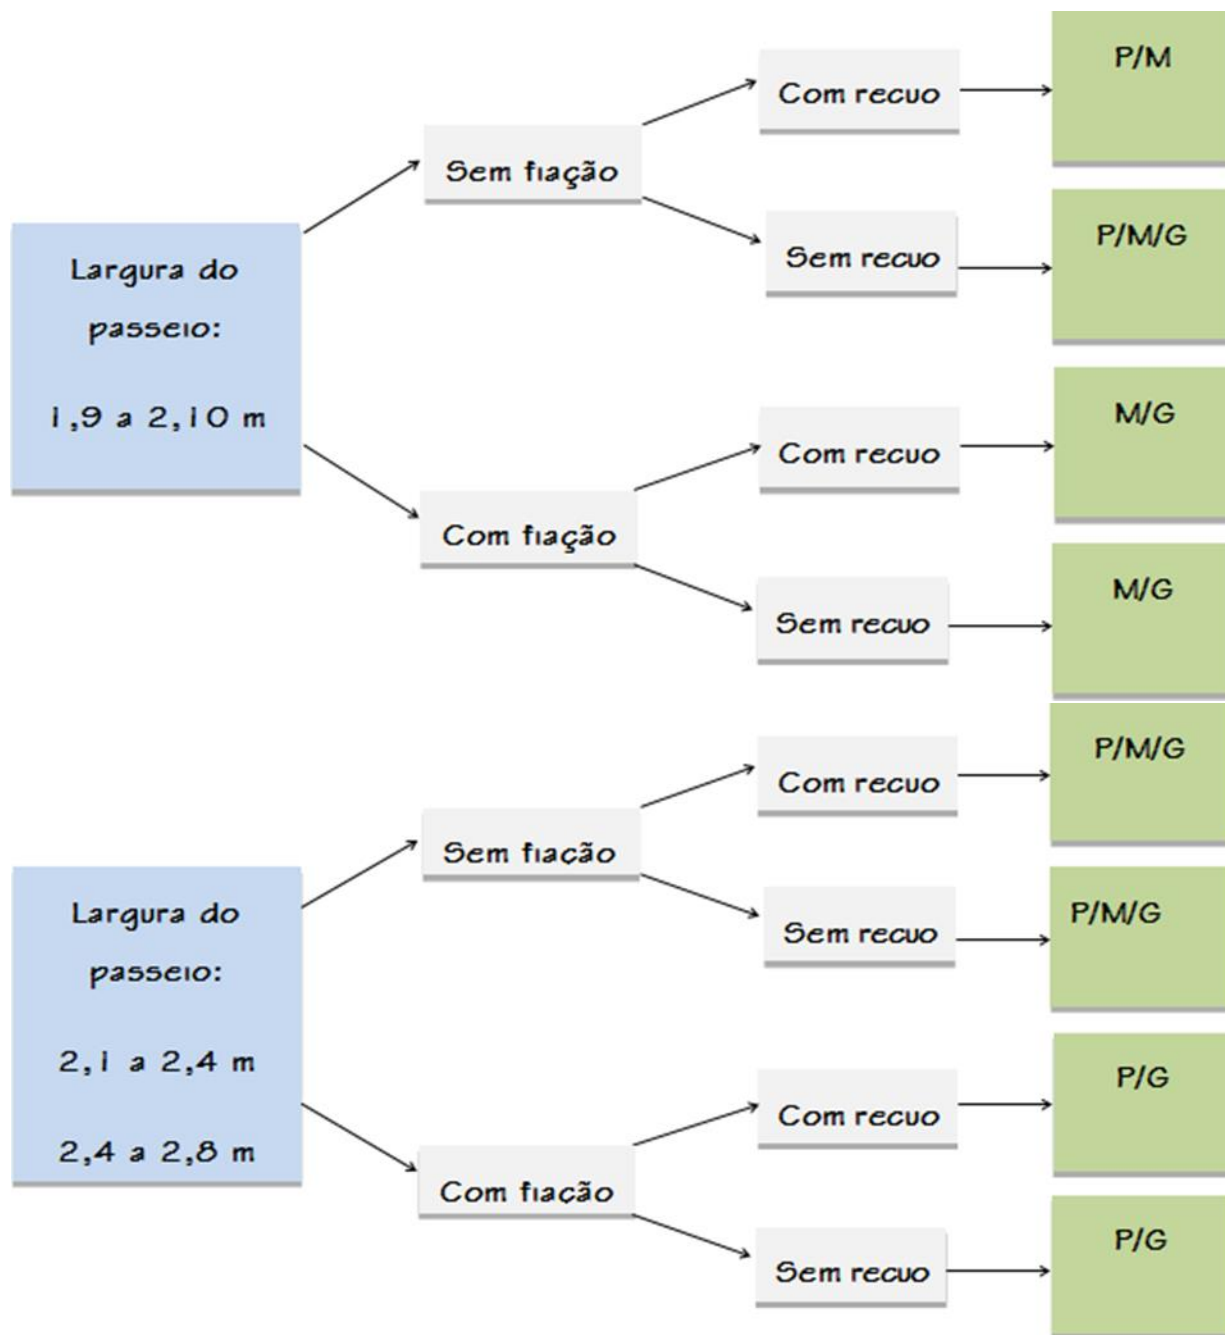 P/M
Com recuo
Sem fiação
P/M/G
Sem recuo
Largura do
passeio:
1,9 a 2,10 m
M/G
Com recuo
Com fiação
M/G
Sem recuo
P/M/G
Com recuo
Sem fiação
P/M/G
Sem recuo
Largura do
passeio:
2,1 a 2,4 m
2,4 a 2,8 m
P/G
Com recuo
Com fiação
P/G
Sem recuo